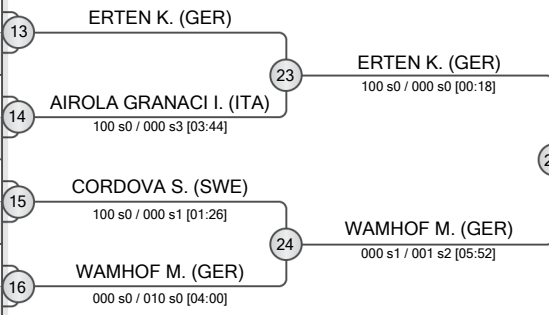 13
ERTEN K. (GER)
14
AIROLA GRANACI I. (ITA)
100 s0 / 000 s3 [03:44]
23
ERTEN K. (GER)
100 s0 / 000 s0 [00:18]
15
CORDOVA S. (SWE)
100 s0 / 000 s1 [01:26]
16
WAMHOF M. (GER)
000 s0 / 010 s0 [04:00]
24
WAMHOF M. (GER)
000 s1 / 001 s2 [05:52]